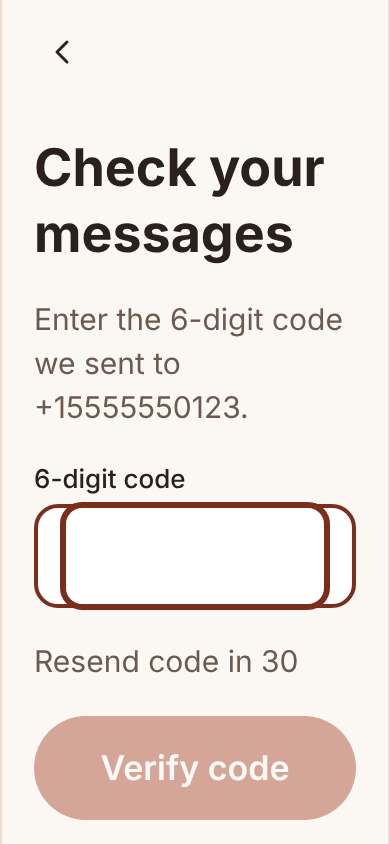 Check your
messages
Enter the 6-digit code
we sent to
+15555550123.
6-digit code
Resend code in 30
Verify code